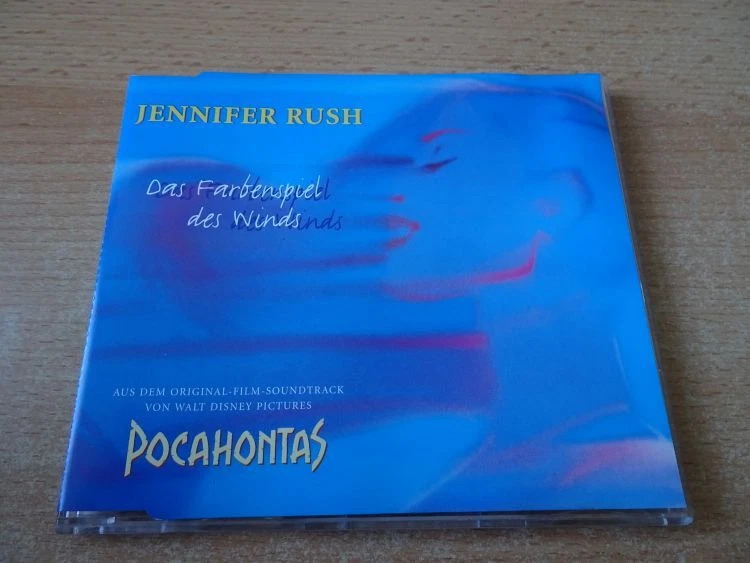 JENNIFER RUSH
Das Farbenspiel
des Winds
AUS DEM ORIGINAL-FILM-SOUNDTRACK
VON WALT DISNEY PICTURES
POCAHONTAS